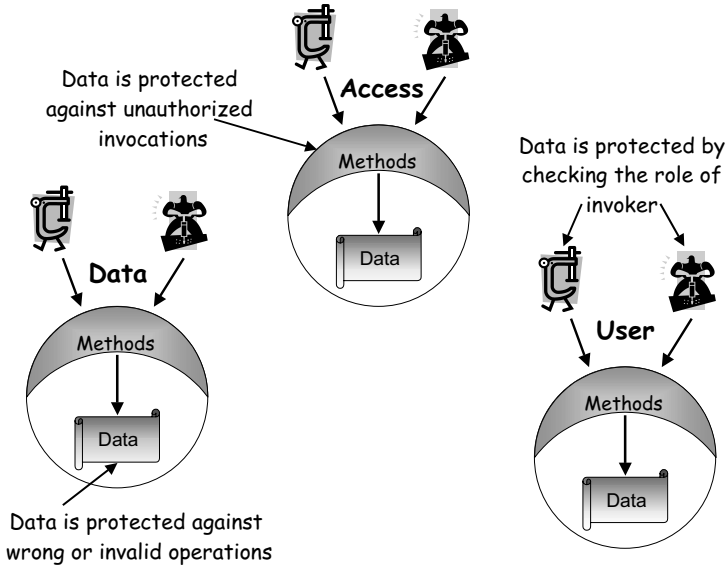 Data is protected
against unauthorized
invocations
Access
Methods
Data
Data
Methods
Data
Data is protected against
wrong or invalid operations
Data is protected by
checking the role of
invoker
User
Methods
Data